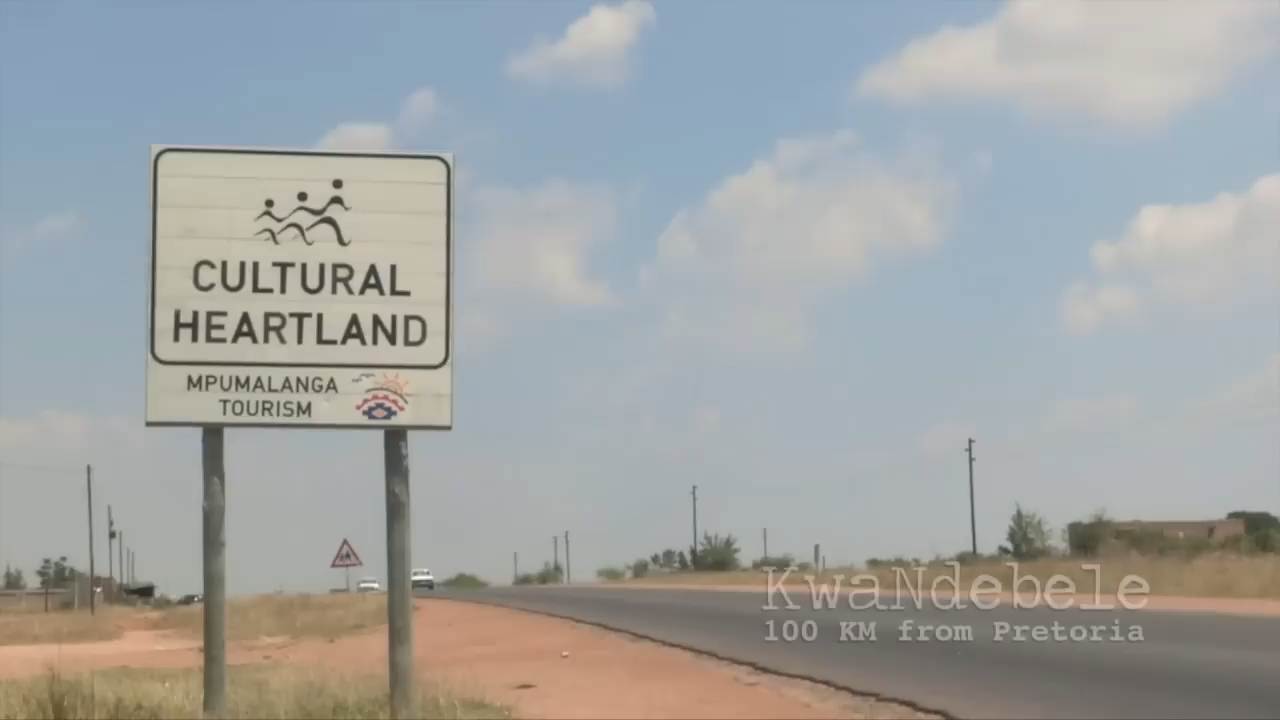 CULTURAL
HEARTLAND
MPUMALANGA
TOURISM
KwaNdebele
100 KM from Pretoria